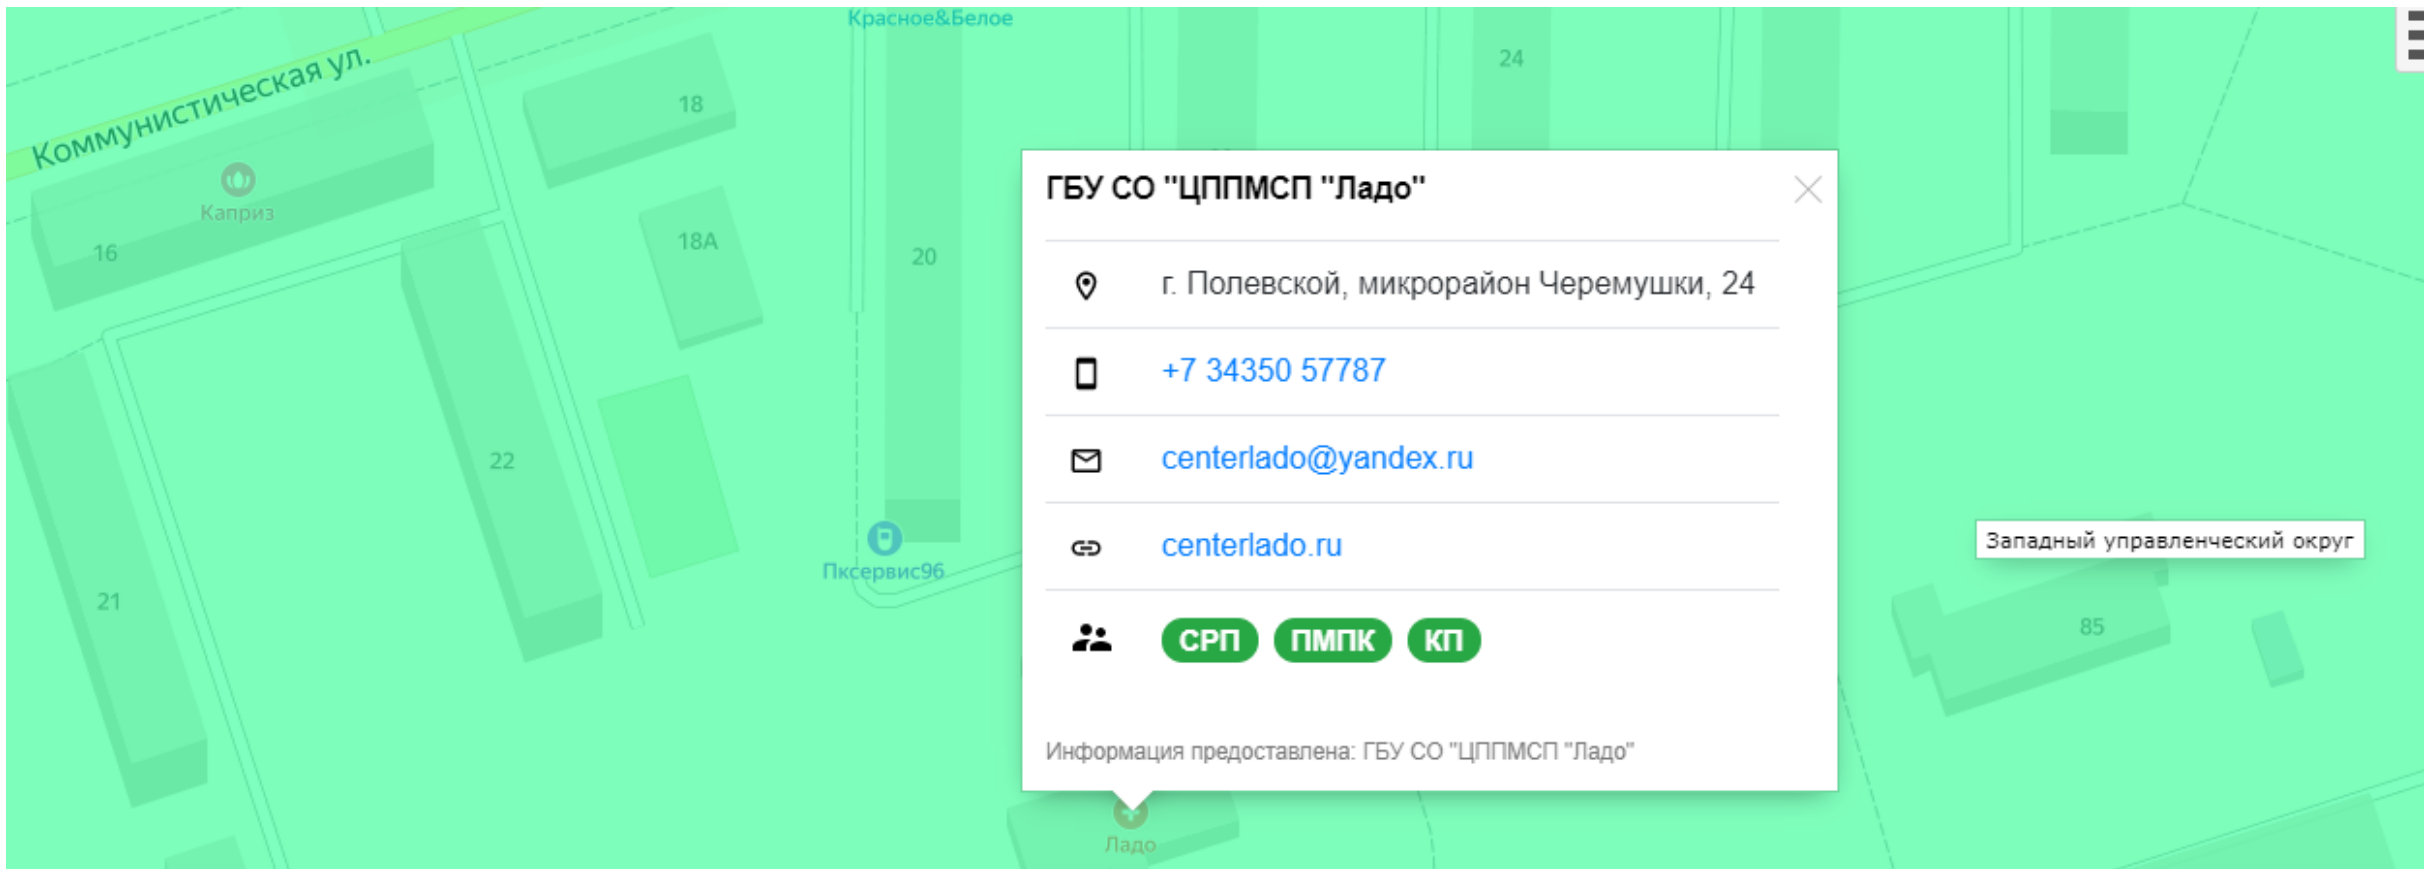 Красное&Белое
Коммунистическая ул.
24
18
Каприз
16
18А
20
22
21
Пксервис96
ГБУ СО "ЦППМСП "Ладо"
г. Полевской, микрорайон Черемушки, 24
+7 34350 57787
centerlado@yandex.ru
centerlado.ru
СРП ПМПК КП
Информация предоставлена: ГБУ СО "ЦППМСП "Ладо"
Западный управленческий округ
85
Ладо